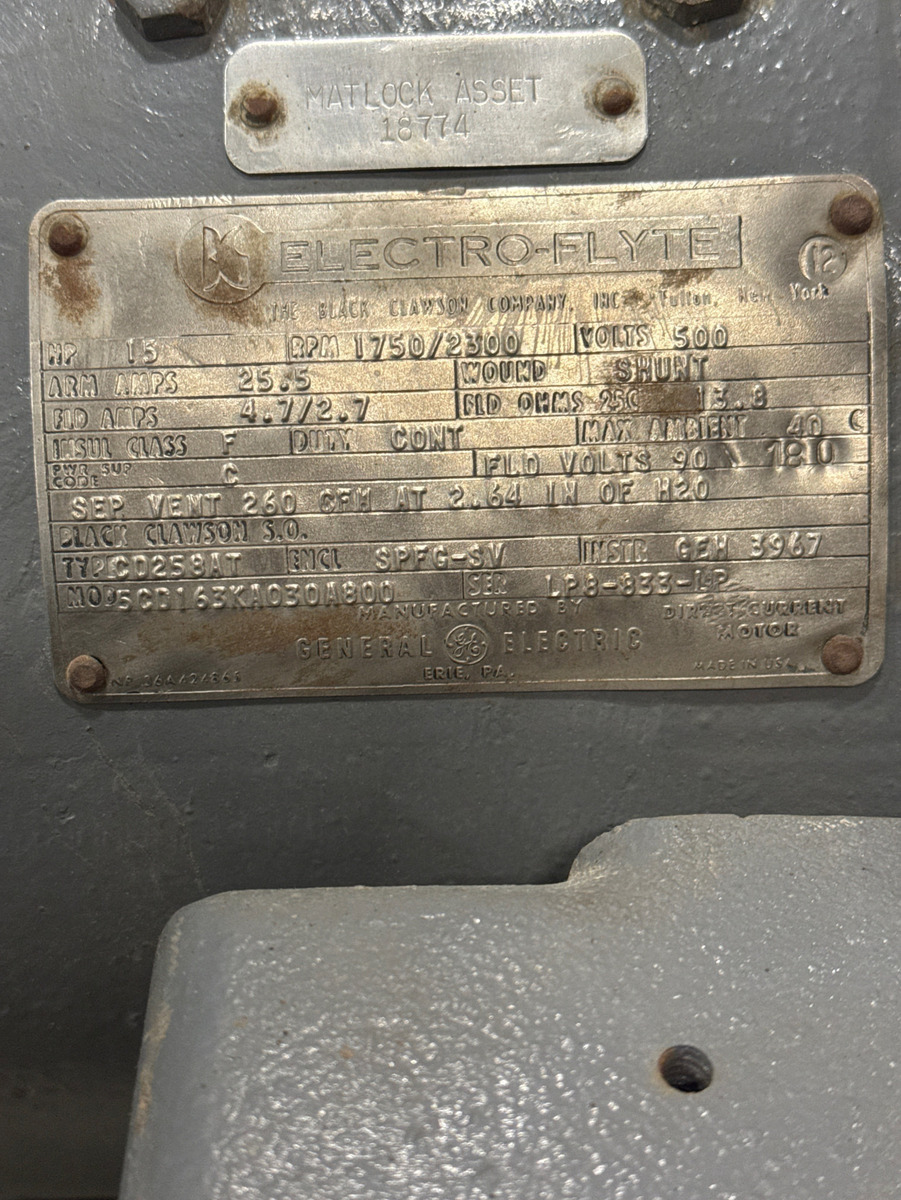 MATLOCK ASSET
18774
ELECTRO-FLYTE
12
THE BLACK CLAWSON COMPANY, INC. Fulton, New York
HP 15 RPM 1750/2300 VOLTS 500
ARM AMPS 25.5 WOUND SHUNT
FLD AMPS 4.7/2.7 FLD OHMS 25C 13.8
INSUL CLASS F DUTY CONT MAX AMBIENT 40 C
PWR SUP CODE C FLD VOLTS 90 \ 180
SEP VENT 260 CFM AT 2.64 IN OF H20
BLACK CLAWSON S.O.
TYPE CD258AT ENCL SPFG-SV INSTR GEH 3967
MOD 5CD163KA030A800 SER LP8-833-LP
MANUFACTURED BY DIRECT CURRENT
GENERAL GE ELECTRIC MOTOR
ERIE, PA. MADE IN USA
NP